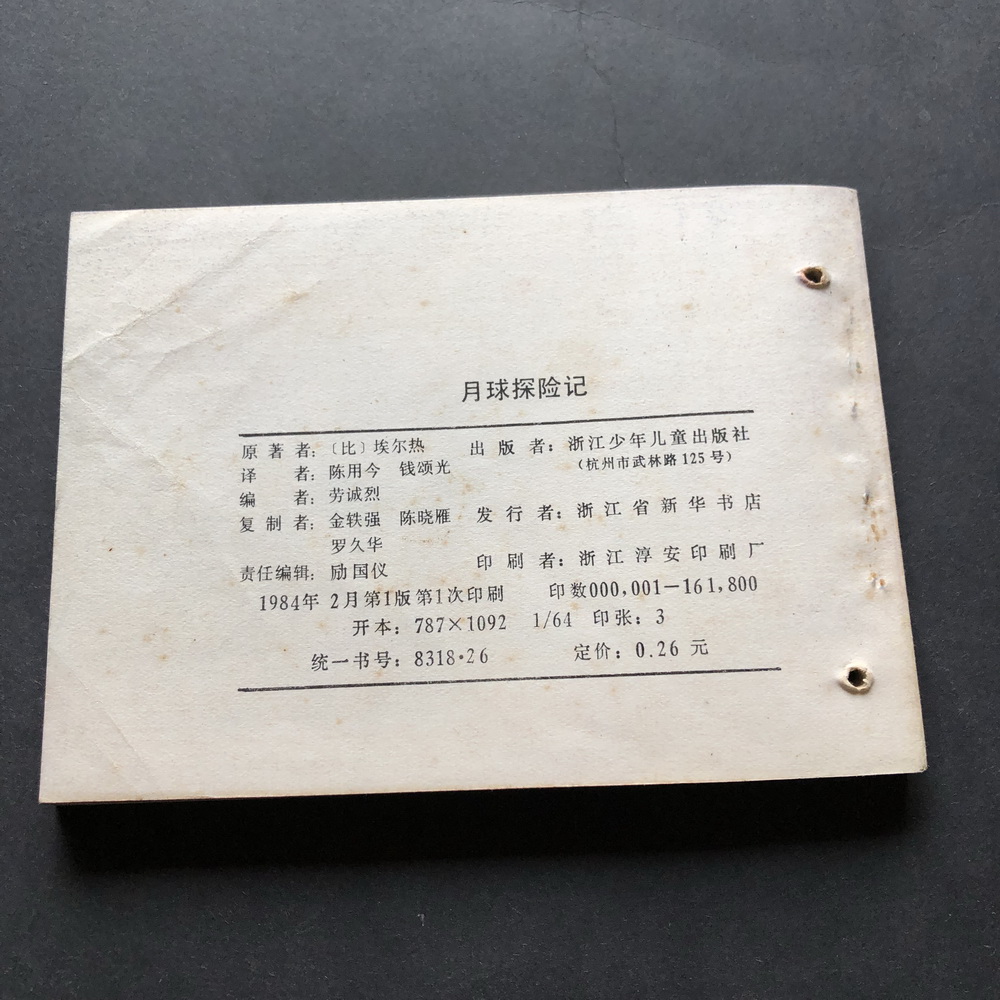 月球探险记
原著者：〔比〕埃尔热 出版者：浙江少年儿童出版社
译者：陈用今 钱颂光 （杭州市武林路125号）
编者：劳诚烈
复制者：金轶强 陈晓雁 发行者：浙江省新华书店
罗久华
责任编辑：励国仪 印刷者：浙江淳安印刷厂
1984年2月第1版第1次印刷 印数000,001—161,800
开本：787×1092 1/64 印张：3
统一书号：8318·26 定价：0.26元